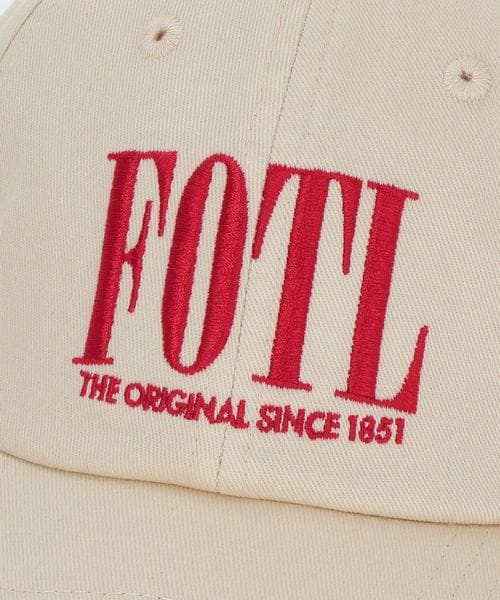 FOTL
THE ORIGINAL SINCE 1851